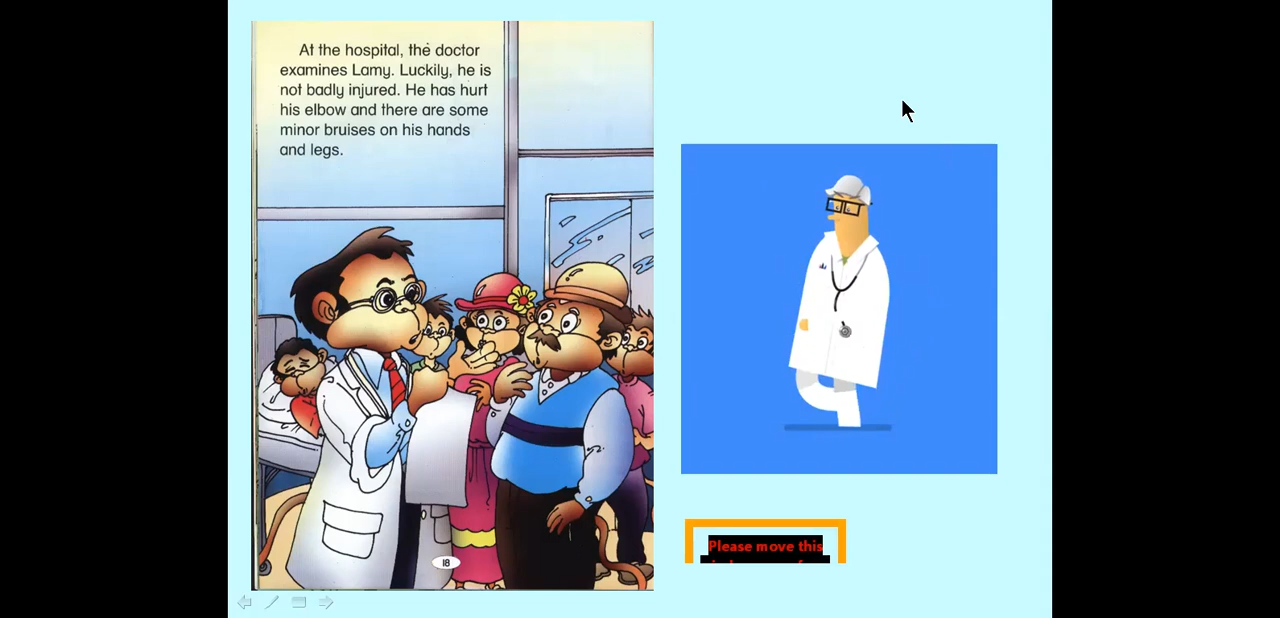 At the hospital, the doctor
examines Lamy. Luckily, he is
not badly injured. He has hurt
his elbow and there are some
minor bruises on his hands
and legs.
18
Please move this